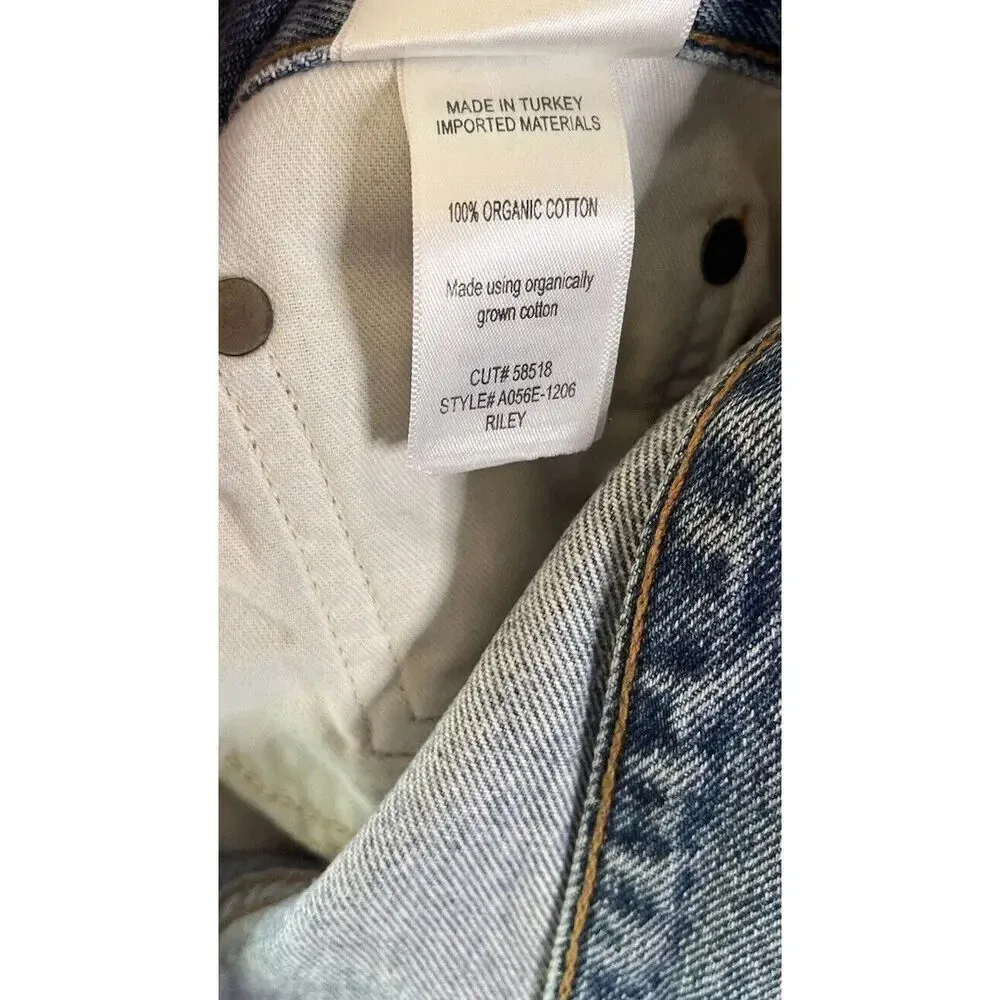 MADE IN TURKEY
IMPORTED MATERIALS
100% ORGANIC COTTON
Made using organically
grown cotton
CUT# 58518
STYLE# A056E-1206
RILEY